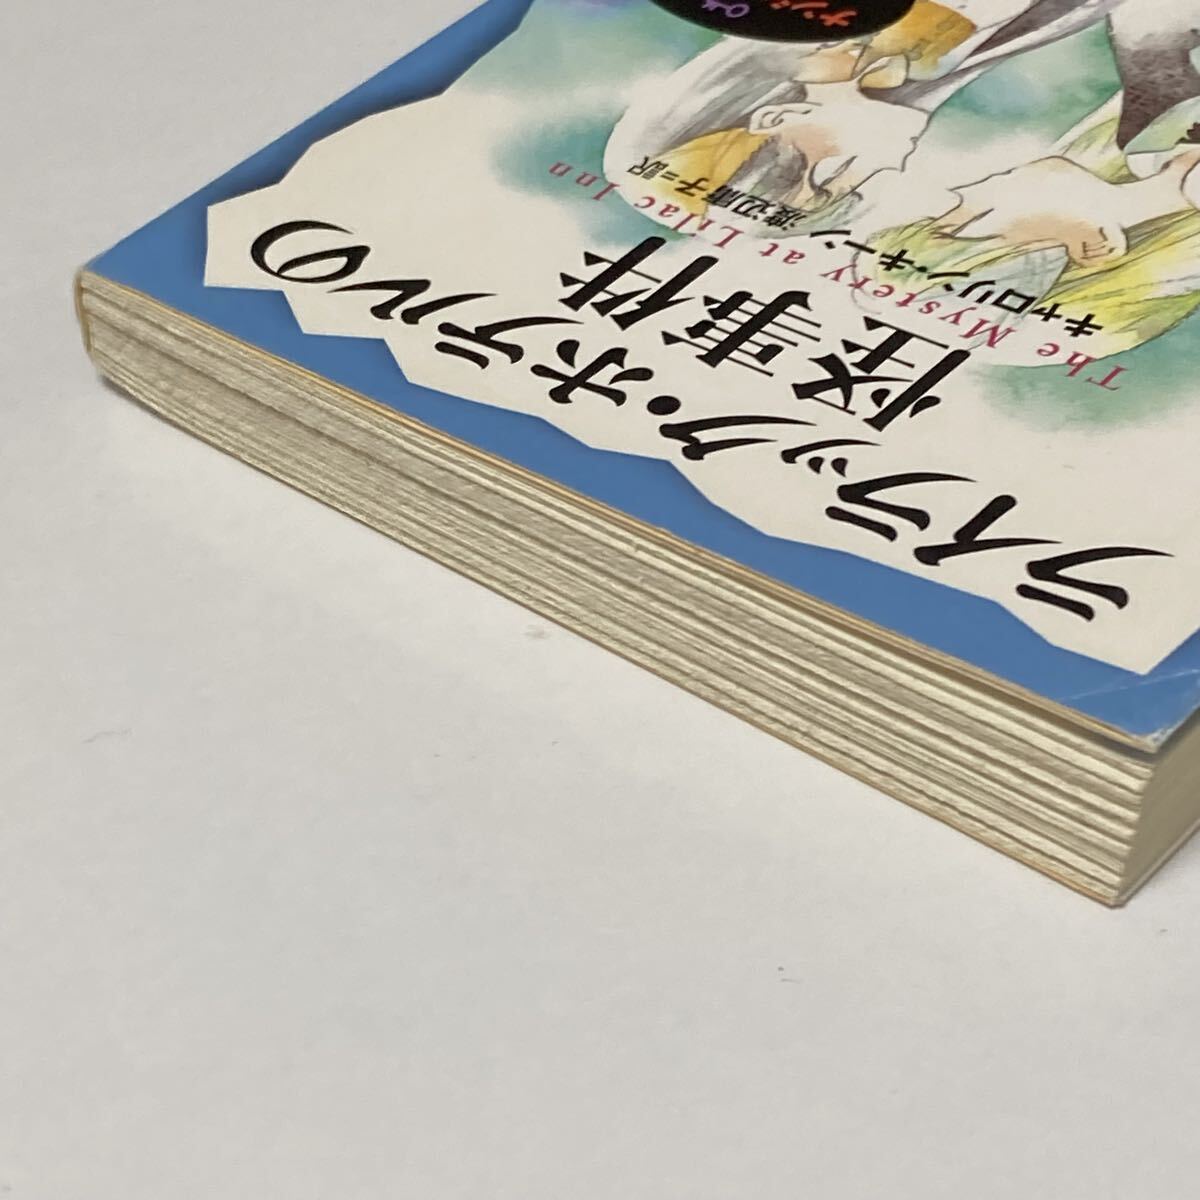 ライラック・ホテルの
怪事件
The Mystery at Lilac Inn
キャロリン・キーン
渡辺庸子＝訳